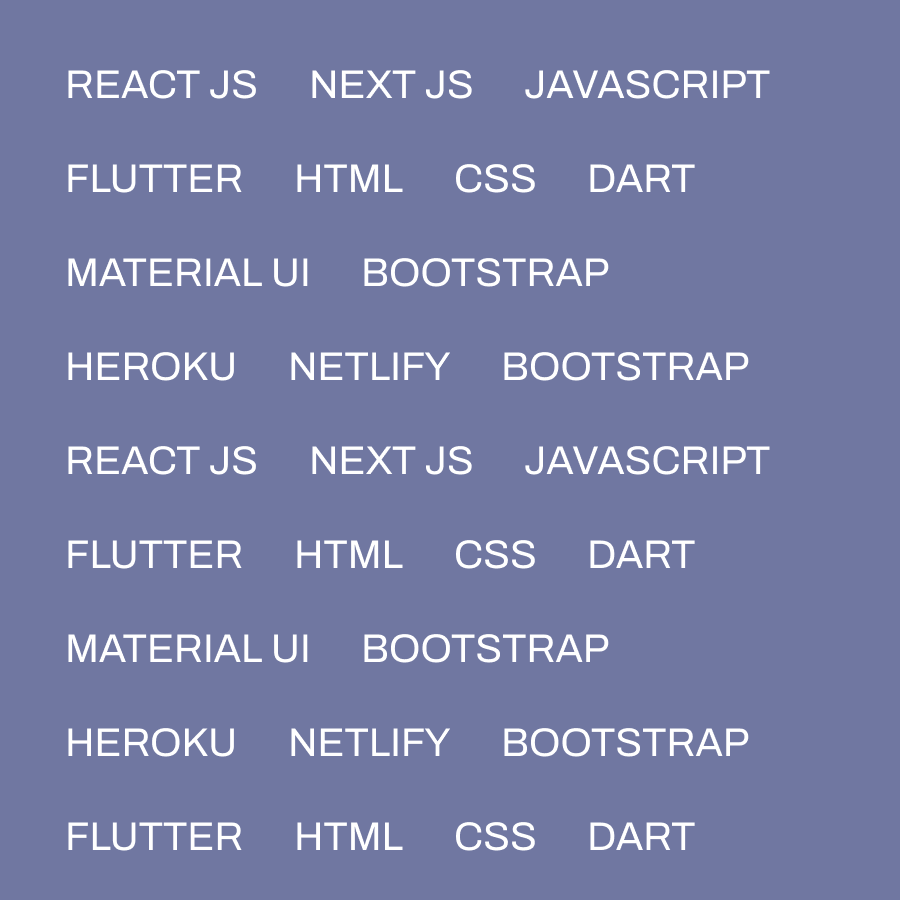 REACT JS NEXT JS JAVASCRIPT
FLUTTER HTML CSS DART
MATERIAL UI BOOTSTRAP
HEROKU NETLIFY BOOTSTRAP
REACT JS NEXT JS JAVASCRIPT
FLUTTER HTML CSS DART
MATERIAL UI BOOTSTRAP
HEROKU NETLIFY BOOTSTRAP
FLUTTER HTML CSS DART